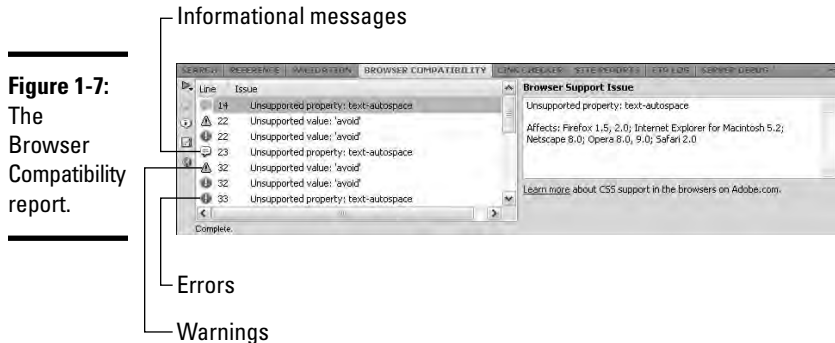 Informational messages
Figure 1-7:
The
Browser
Compatibility
report.
SEARCH REFERENCE VALIDATION BROWSER COMPATIBILITY LINK CHECKER SITE REPORTS FTP LOG SERVER DEBUG
Line Issue
14 Unsupported property: text-autospace
22 Unsupported value: 'avoid'
22 Unsupported value: 'avoid'
23 Unsupported property: text-autospace
32 Unsupported value: 'avoid'
32 Unsupported value: 'avoid'
33 Unsupported property: text-autospace
Complete.
Browser Support Issue
Unsupported property: text-autospace
Affects: Firefox 1.5, 2.0; Internet Explorer for Macintosh 5.2;
Netscape 8.0; Opera 8.0, 9.0; Safari 2.0
Learn more about CSS support in the browsers on Adobe.com.
Errors
Warnings